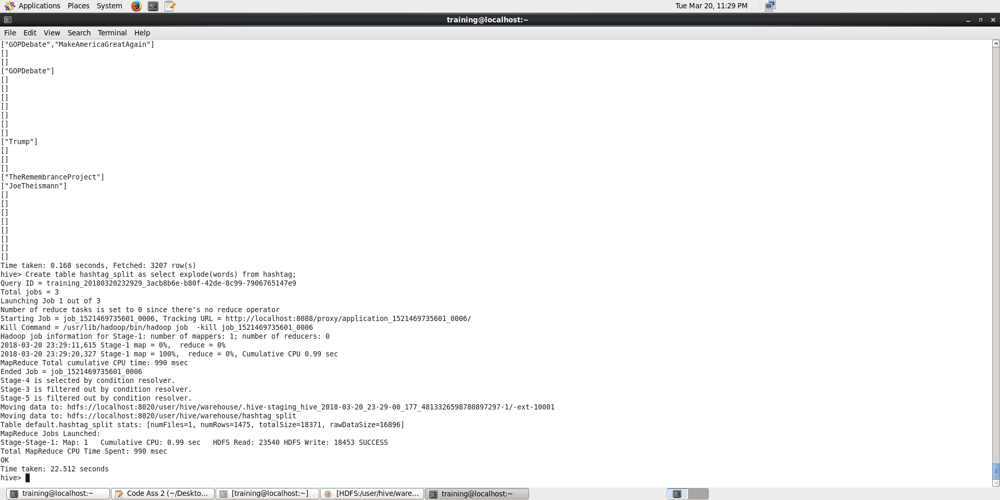 Applications Places System
Tue Mar 20, 11:29 PM
training@localhost:~
File Edit View Search Terminal Help
["GOPDebate","MakeAmericaGreatAgain"]
[]
[]
["GOPDebate"]
[]
[]
[]
[]
[]
[]
[]
["Trump"]
[]
[]
[]
["TheRemembranceProject"]
["JoeTheismann"]
[]
[]
[]
[]
[]
[]
[]
[]
Time taken: 0.168 seconds, Fetched: 3207 row(s)
hive> Create table hashtag_split as select explode(words) from hashtag;
Query ID = training_20180320232929_3acb8b6e-b80f-42de-8c99-7906765147e9
Total jobs = 3
Launching Job 1 out of 3
Number of reduce tasks is set to 0 since there's no reduce operator
Starting Job = job_1521469735601_0006, Tracking URL = http://localhost:8088/proxy/application_1521469735601_0006/
Kill Command = /usr/lib/hadoop/bin/hadoop job  -kill job_1521469735601_0006
Hadoop job information for Stage-1: number of mappers: 1; number of reducers: 0
2018-03-20 23:29:11,615 Stage-1 map = 0%,  reduce = 0%
2018-03-20 23:29:20,327 Stage-1 map = 100%,  reduce = 0%, Cumulative CPU 0.99 sec
MapReduce Total cumulative CPU time: 990 msec
Ended Job = job_1521469735601_0006
Stage-4 is selected by condition resolver.
Stage-3 is filtered out by condition resolver.
Stage-5 is filtered out by condition resolver.
Moving data to: hdfs://localhost:8020/user/hive/warehouse/.hive-staging_hive_2018-03-20_23-29-00_177_4813326598780897297-1/-ext-10001
Moving data to: hdfs://localhost:8020/user/hive/warehouse/hashtag_split
Table default.hashtag_split stats: [numFiles=1, numRows=1475, totalSize=18371, rawDataSize=16896]
MapReduce Jobs Launched:
Stage-Stage-1: Map: 1   Cumulative CPU: 0.99 sec   HDFS Read: 23540 HDFS Write: 18453 SUCCESS
Total MapReduce CPU Time Spent: 990 msec
OK
Time taken: 22.512 seconds
hive>
training@localhost:~ Code Ass 2 (~/Deskto... [training@localhost:~] [HDFS:/user/hive/ware... training@localhost:~